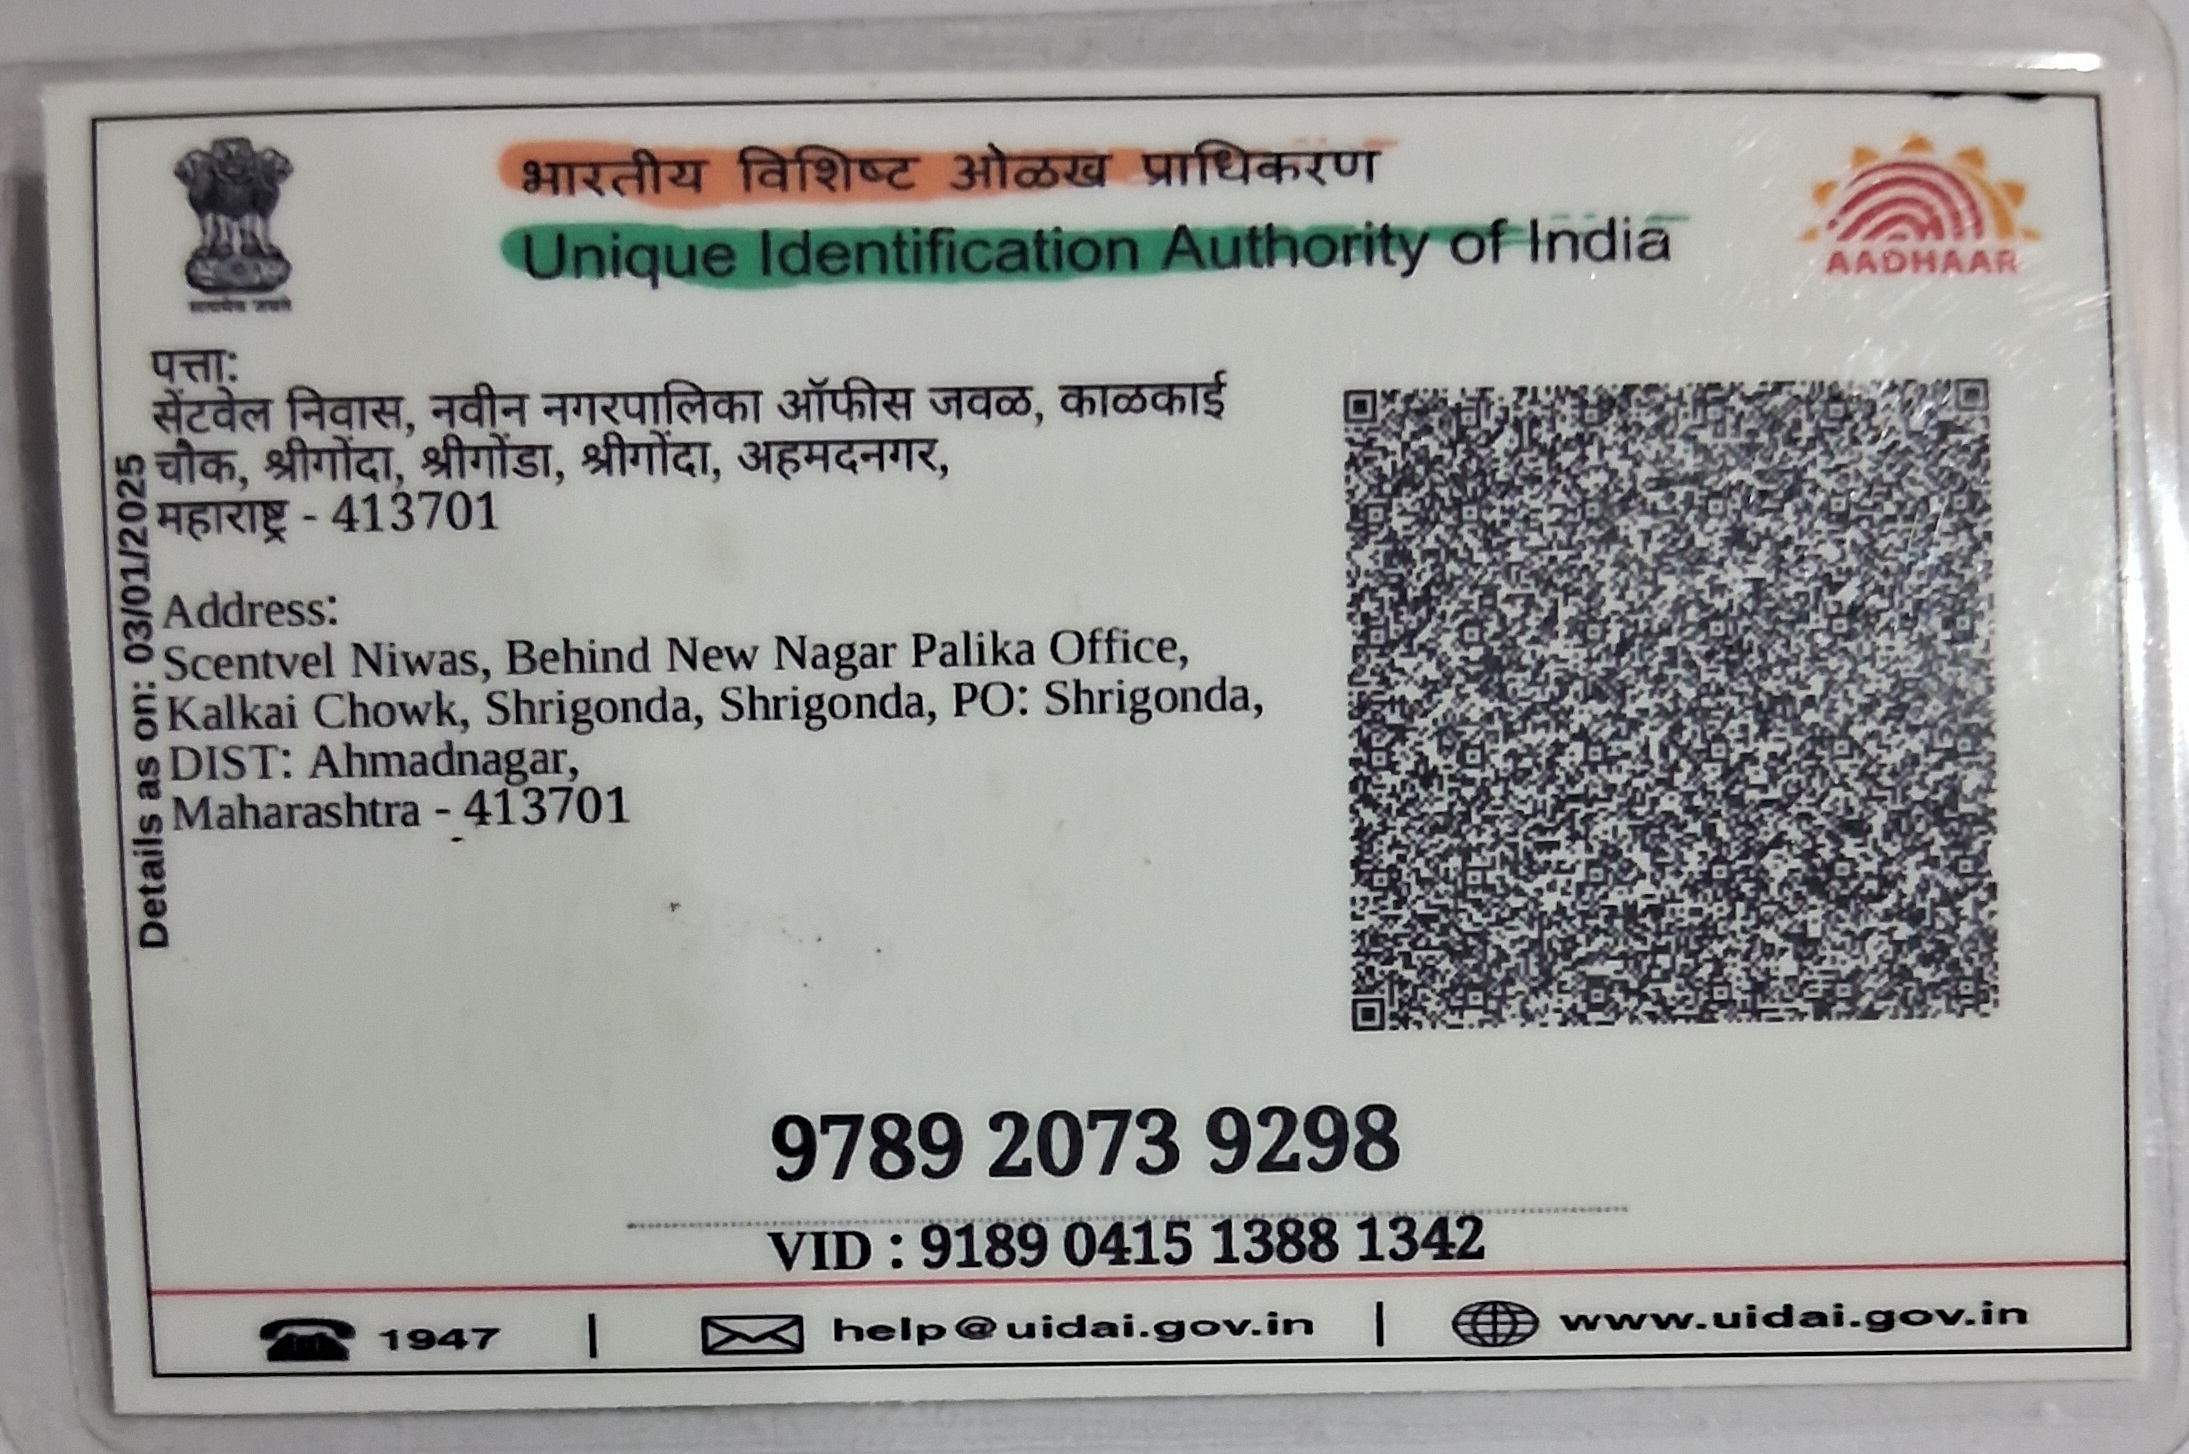 भारतीय विशिष्ट ओळख प्राधिकरण
Unique Identification Authority of India
सत्यमेव जयते
AADHAAR
पत्ता:
सेंटवेल निवास, नवीन नगरपालिका ऑफीस जवळ, काळकाई
चौक, श्रीगोंदा, श्रीगोंडा, श्रीगोंदा, अहमदनगर,
महाराष्ट्र - 413701
Details as on: 03/01/2025
Address:
Scentvel Niwas, Behind New Nagar Palika Office,
Kalkai Chowk, Shrigonda, Shrigonda, PO: Shrigonda,
DIST: Ahmadnagar,
Maharashtra - 413701
9789 2073 9298
VID : 9189 0415 1388 1342
1947 | help@uidai.gov.in | www.uidai.gov.in